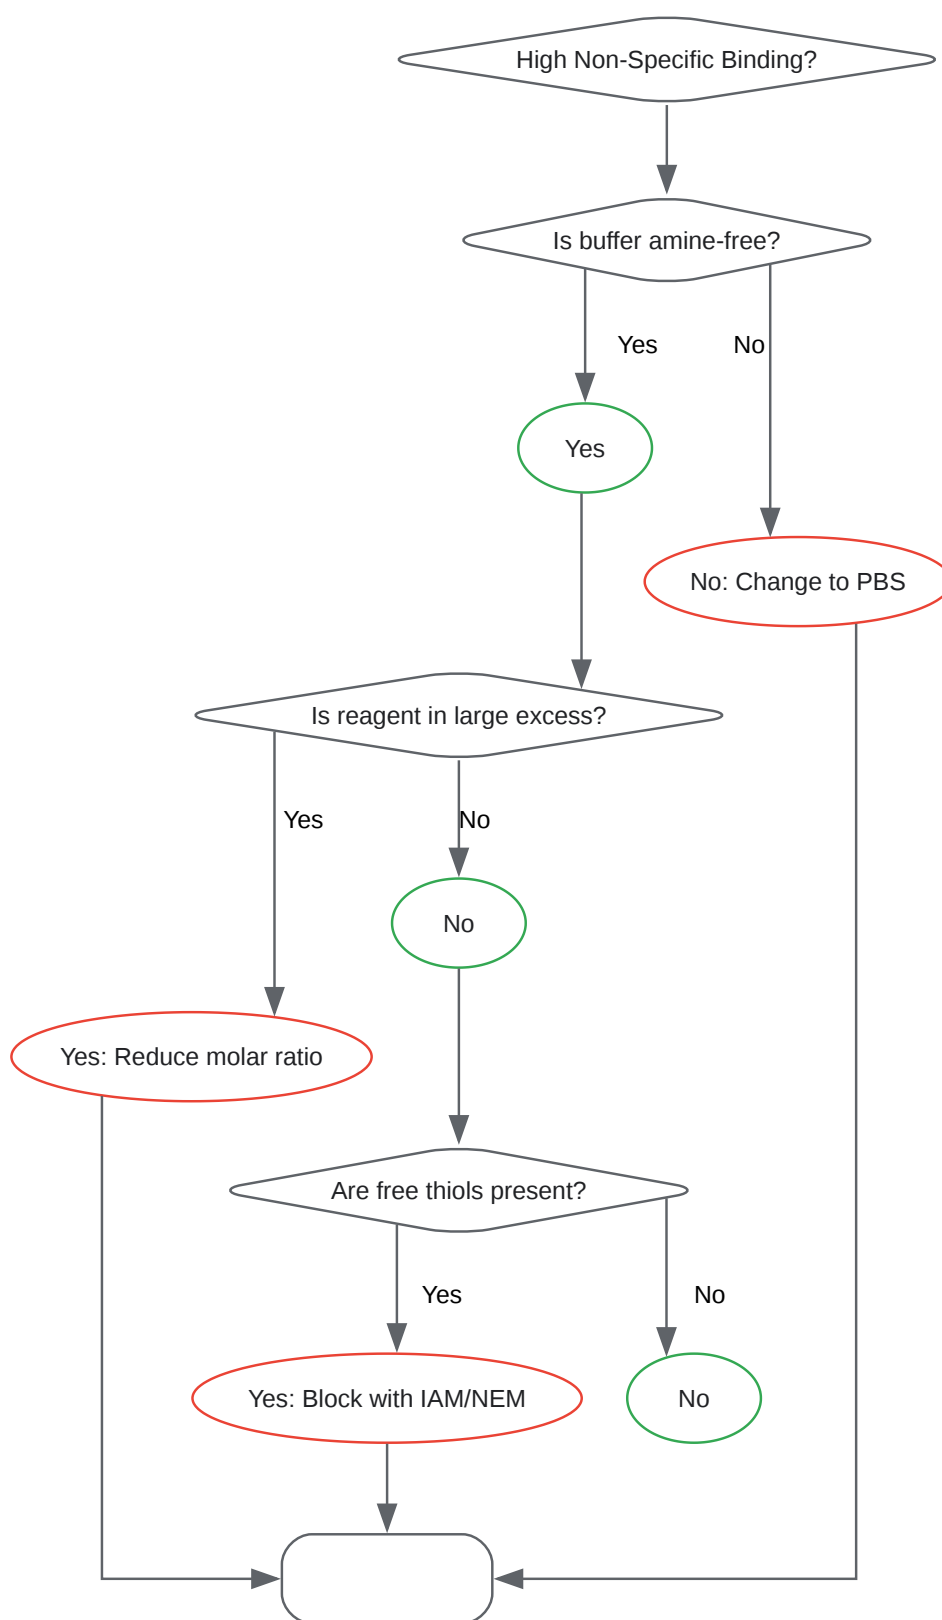 High Non-Specific Binding?
Is buffer amine-free?
Yes
No
Yes
No: Change to PBS
Is reagent in large excess?
Yes
No
No
Yes: Reduce molar ratio
Are free thiols present?
Yes
No
Yes: Block with IAM/NEM
No